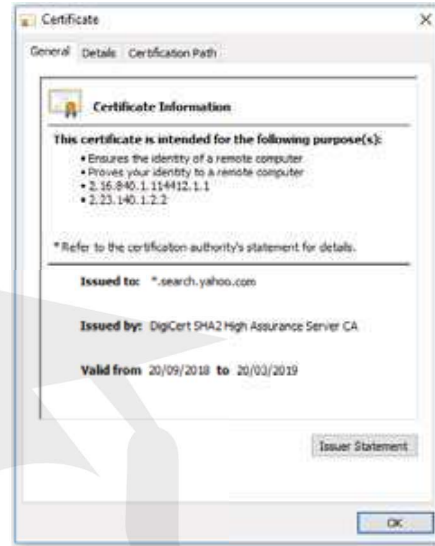 Certificate
General Details Certification Path
Certificate Information
This certificate is intended for the following purpose(s):
• Ensures the identity of a remote computer
• Proves your identity to a remote computer
• 2.16.840.1.114412.1.1
• 2.23.140.1.2.2
* Refer to the certification authority's statement for details.
Issued to: *.search.yahoo.com
Issued by: DigiCert SHA2 High Assurance Server CA
Valid from 20/09/2018 to 20/03/2019
Issuer Statement
OK